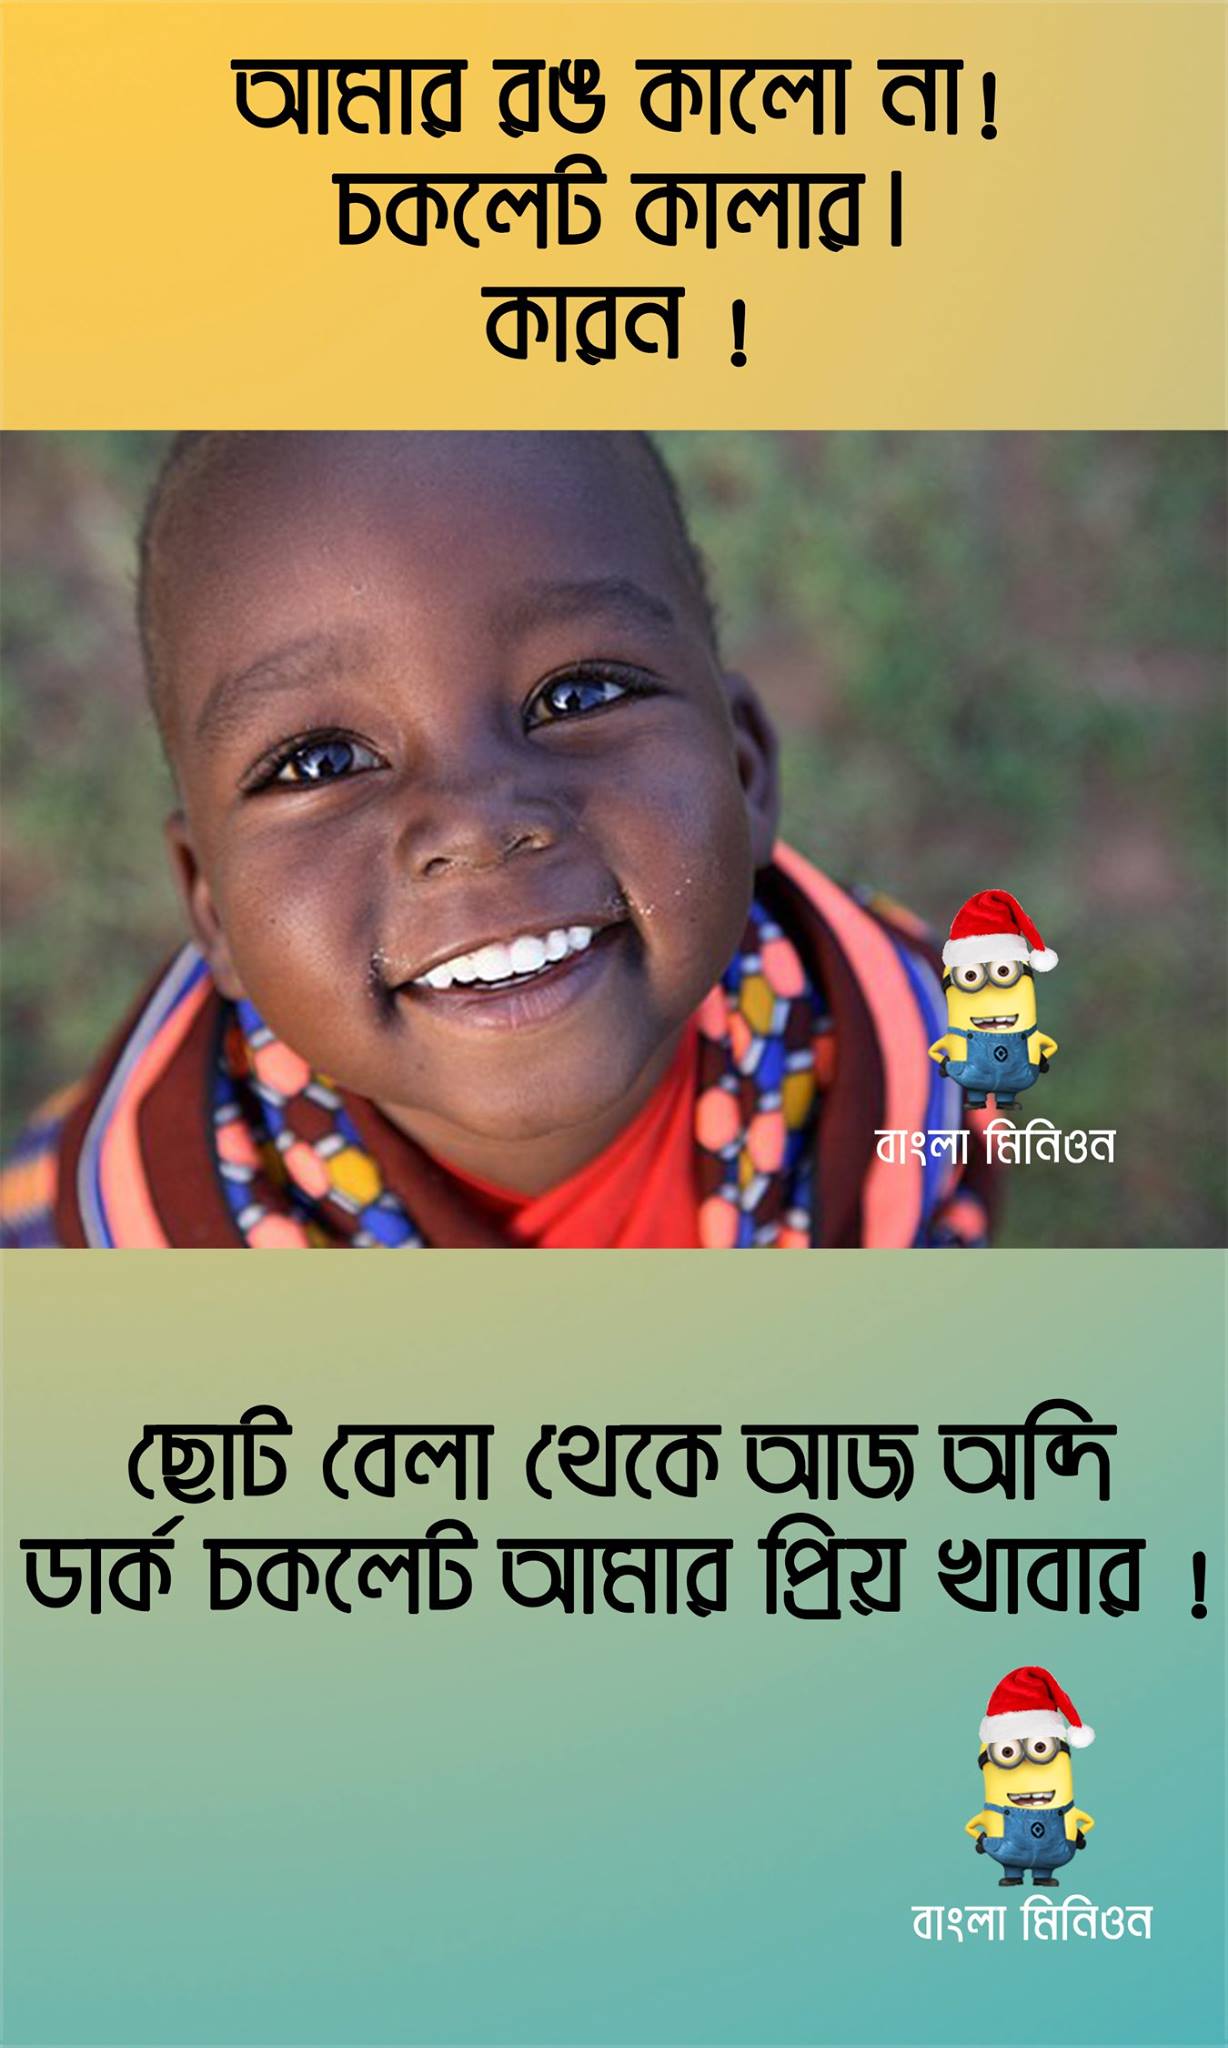 আমার রঙ কালো না!
চকলেট কালার।
কারন !
বাংলা মিনিওন
ছোট বেলা থেকে আজ অব্দি
ডার্ক চকলেট আমার প্রিয় খাবার !
বাংলা মিনিওন